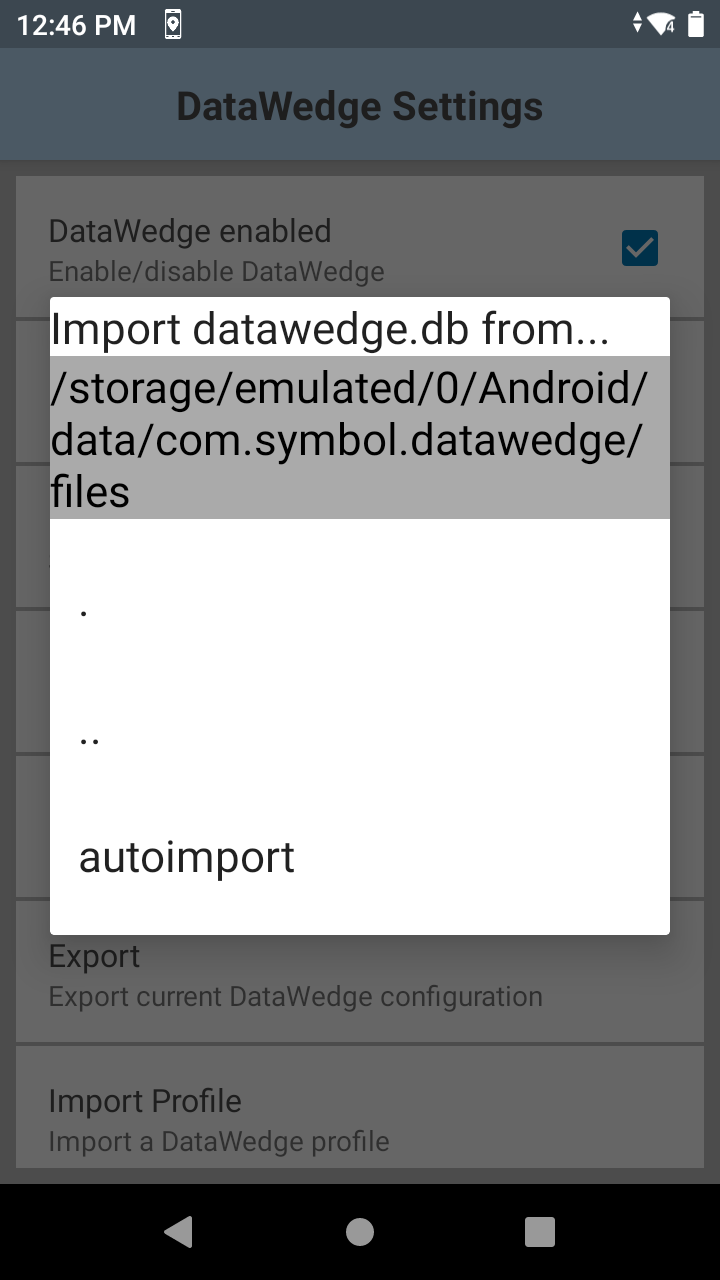 12:46 PM
4
DataWedge Settings
DataWedge enabled
Enable/disable DataWedge
Import datawedge.db from...
/storage/emulated/0/Android/
data/com.symbol.datawedge/
files
.
..
autoimport
Export
Export current DataWedge configuration
Import Profile
Import a DataWedge profile